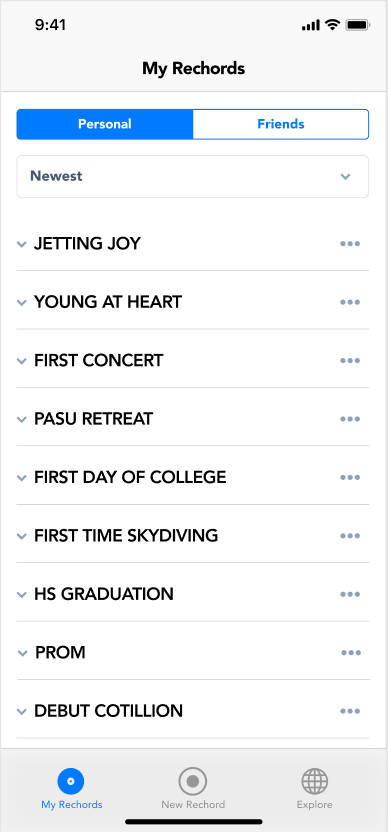 9:41
My Rechords
Personal Friends
Newest
JETTING JOY
YOUNG AT HEART
FIRST CONCERT
PASU RETREAT
FIRST DAY OF COLLEGE
FIRST TIME SKYDIVING
HS GRADUATION
PROM
DEBUT COTILLION
My Rechords New Rechord Explore